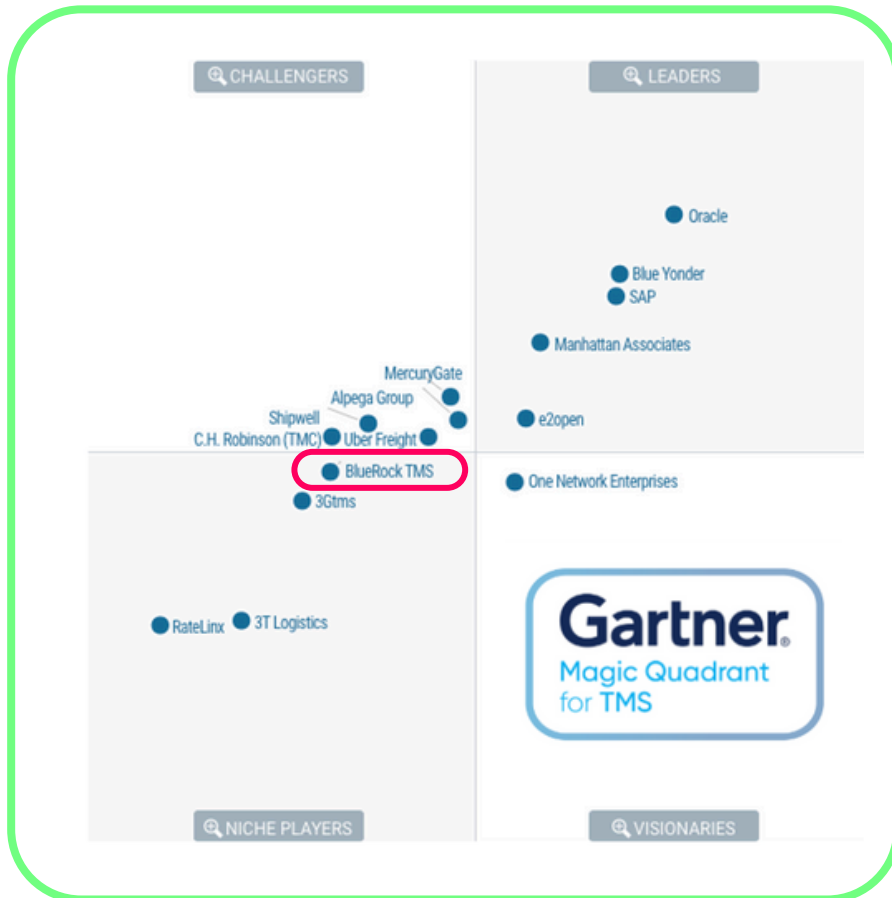 CHALLENGERS
LEADERS
Oracle
Blue Yonder
SAP
Manhattan Associates
MercuryGate
Alpega Group
Shipwell
e2open
C.H. Robinson (TMC)
Uber Freight
BlueRock TMS
One Network Enterprises
3Gtms
3T Logistics
RateLinx
Gartner®
Magic Quadrant
for TMS
NICHE PLAYERS
VISIONARIES